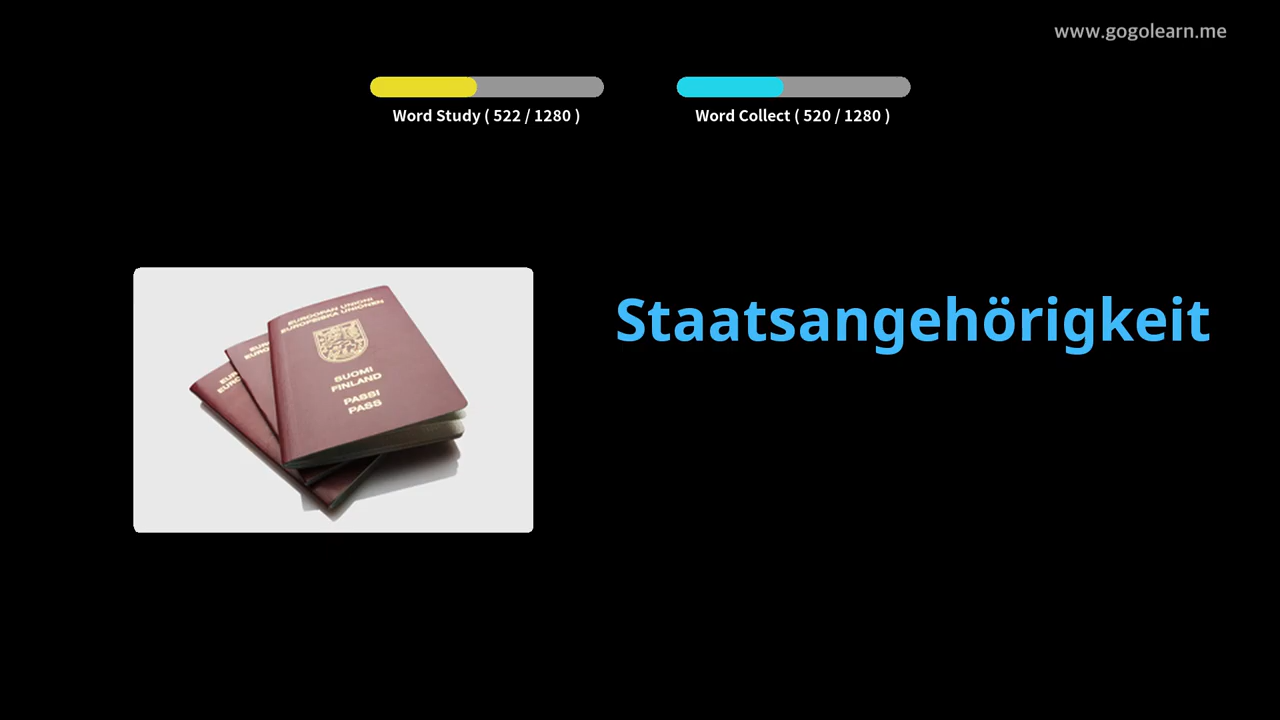 www.gogolearn.me
Word Study ( 522 / 1280 )
Word Collect ( 520 / 1280 )
Staatsangehörigkeit
EUROOPAN UNIONI
EUROPEISKA UNIONEN
SUOMI
FINLAND
PASSI
PASS